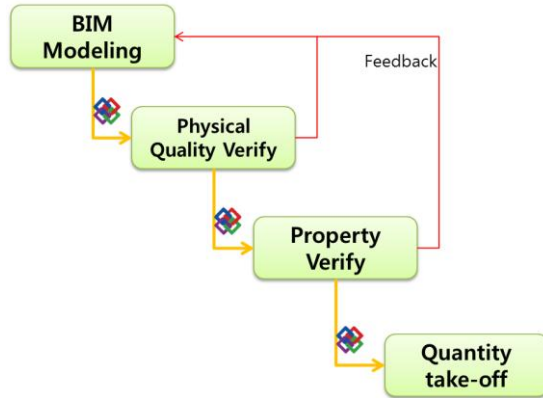 BIM
Modeling
Feedback
Physical
Quality Verify
Property
Verify
Quantity
take-off